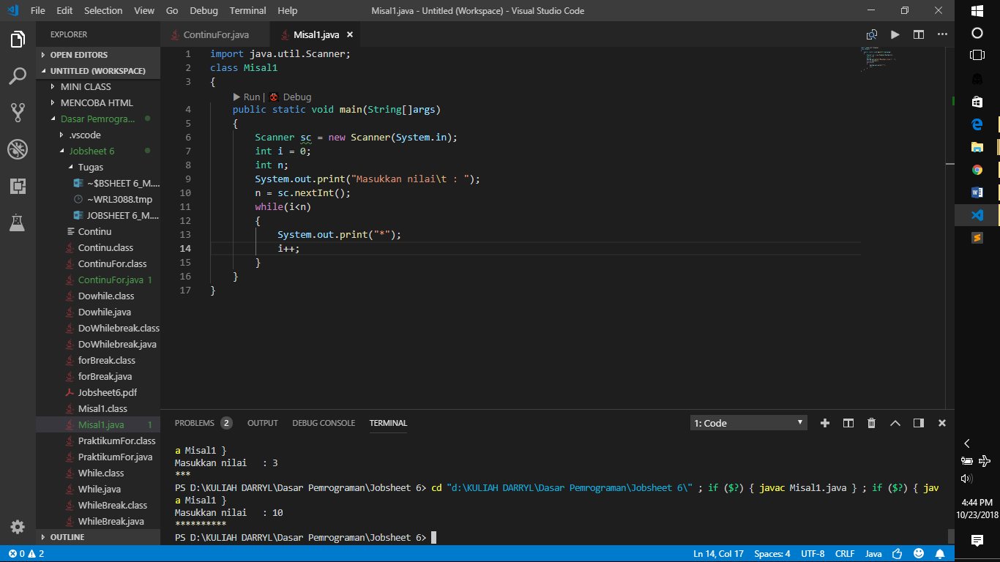 File Edit Selection View Go Debug Terminal Help
Misal1.java - Untitled (Workspace) - Visual Studio Code
EXPLORER
OPEN EDITORS
UNTITLED (WORKSPACE)
MINI CLASS
MENCOBA HTML
Dasar Pemrogra...
.vscode
Jobsheet 6
Tugas
~$BSHEET 6_M....
~WRL3088.tmp
JOBSHEET 6_M....
Continu
Continu.class
ContinuFor.class
ContinuFor.java 1
Dowhile.class
Dowhile.java
DoWhilebreak.class
DoWhilebreak.java
forBreak.class
forBreak.java
Jobsheet6.pdf
Misal1.class
Misal1.java 1
PraktikumFor.class
PraktikumFor.java
While.class
While.java
WhileBreak.class
WhileBreak.java
OUTLINE
ContinuFor.java Misal1.java
1 import java.util.Scanner;
2 class Misal1
3 {
Run | Debug
4 public static void main(String[]args)
5 {
6 Scanner sc = new Scanner(System.in);
7 int i = 0;
8 int n;
9 System.out.print("Masukkan nilai\t : ");
10 n = sc.nextInt();
11 while(i<n)
12 {
13 System.out.print("*");
14 i++;
15 }
16 }
17 }
PROBLEMS 2 OUTPUT DEBUG CONSOLE TERMINAL
1: Code
a Misal1 }
Masukkan nilai : 3
***
PS D:\KULIAH DARRYL\Dasar Pemrograman\Jobsheet 6> cd "d:\KULIAH DARRYL\Dasar Pemrograman\Jobsheet 6\" ; if ($?) { javac Misal1.java } ; if ($?) { jav
a Misal1 }
Masukkan nilai : 10
**********
PS D:\KULIAH DARRYL\Dasar Pemrograman\Jobsheet 6>
0 2
Ln 14, Col 17 Spaces: 4 UTF-8 CRLF Java
4:44 PM
10/23/2018